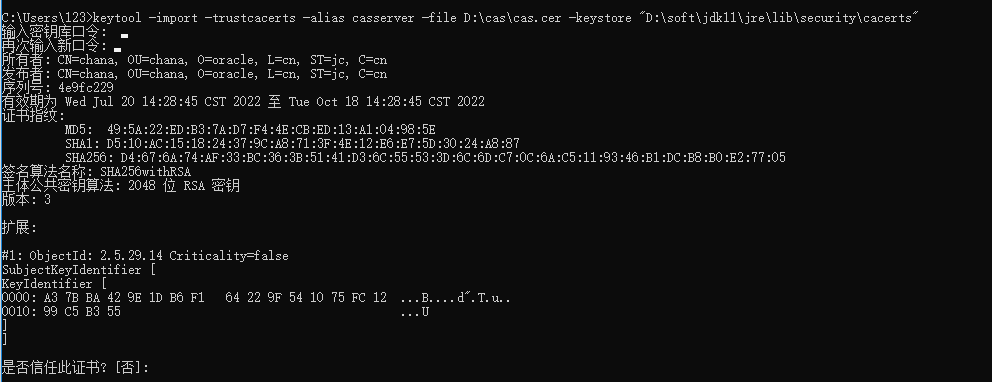 C:\Users\123>keytool -import -trustcacerts -alias casserver -file D:\cas\cas.cer -keystore "D:\soft\jdk11\jre\lib\security\cacerts"
输入密钥库口令:
再次输入新口令:
所有者: CN=chana, OU=chana, O=oracle, L=cn, ST=jc, C=cn
发布者: CN=chana, OU=chana, O=oracle, L=cn, ST=jc, C=cn
序列号: 4e9fc229
有效期为 Wed Jul 20 14:28:45 CST 2022 至 Tue Oct 18 14:28:45 CST 2022
证书指纹:
MD5: 49:5A:22:ED:B3:7A:D7:F4:4E:CB:ED:13:A1:04:98:5E
SHA1: D5:10:AC:15:18:24:37:9C:A8:71:3F:4E:12:E6:E7:5D:30:24:A8:87
SHA256: D4:67:6A:74:AF:33:BC:36:3B:51:41:D3:6C:55:53:3D:6C:6D:C7:0C:6A:C5:11:93:46:B1:DC:B8:B0:E2:77:05
签名算法名称: SHA256withRSA
主体公共密钥算法: 2048 位 RSA 密钥
版本: 3
扩展:
#1: ObjectId: 2.5.29.14 Criticality=false
SubjectKeyIdentifier [
KeyIdentifier [
0000: A3 7B BA 42 9E 1D B6 F1 64 22 9F 54 10 75 FC 12 ...B....d".T.u..
0010: 99 C5 B3 55 ...U
]
]
是否信任此证书? [否]: